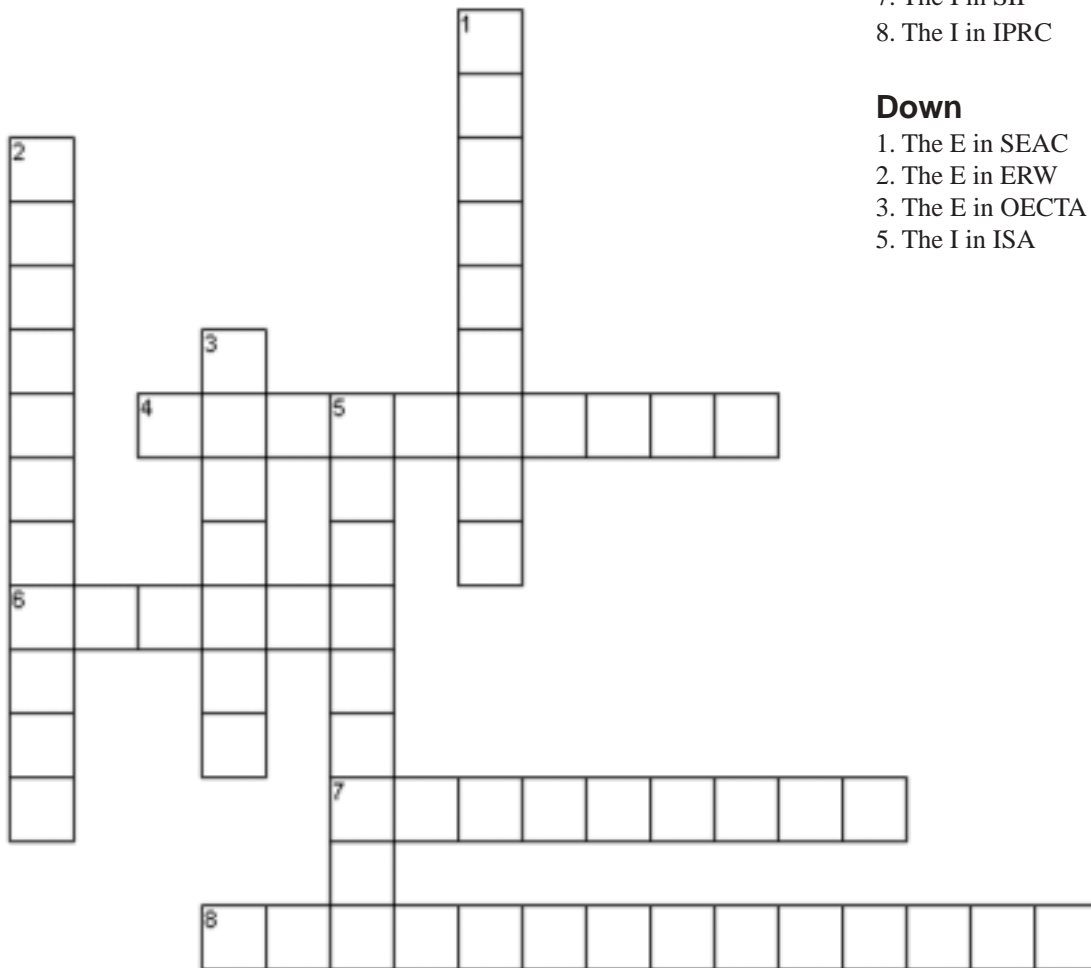 7. The I in SIP
8. The I in IPRC
Down
1. The E in SEAC
2. The E in ERW
3. The E in OECTA
5. The I in ISA
1
2
3
4
5
6
7
8